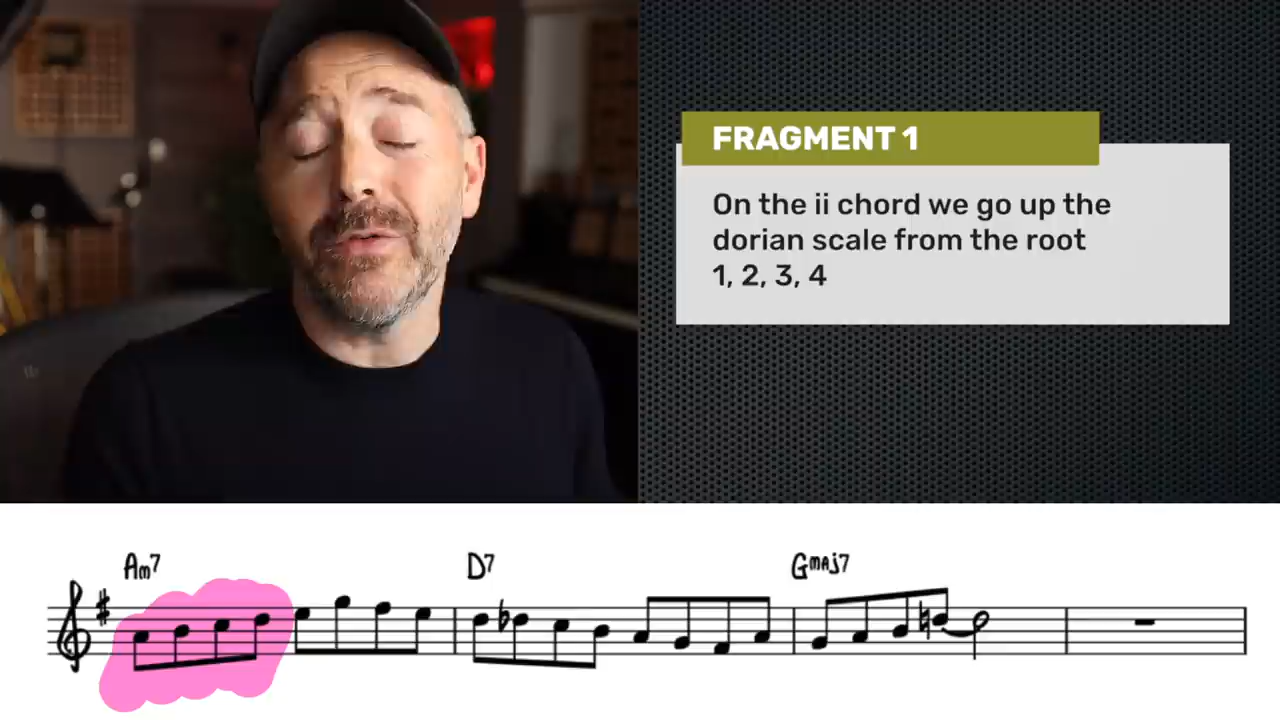 FRAGMENT 1
On the ii chord we go up the
dorian scale from the root
1, 2, 3, 4
Am7 D7 Gmaj7